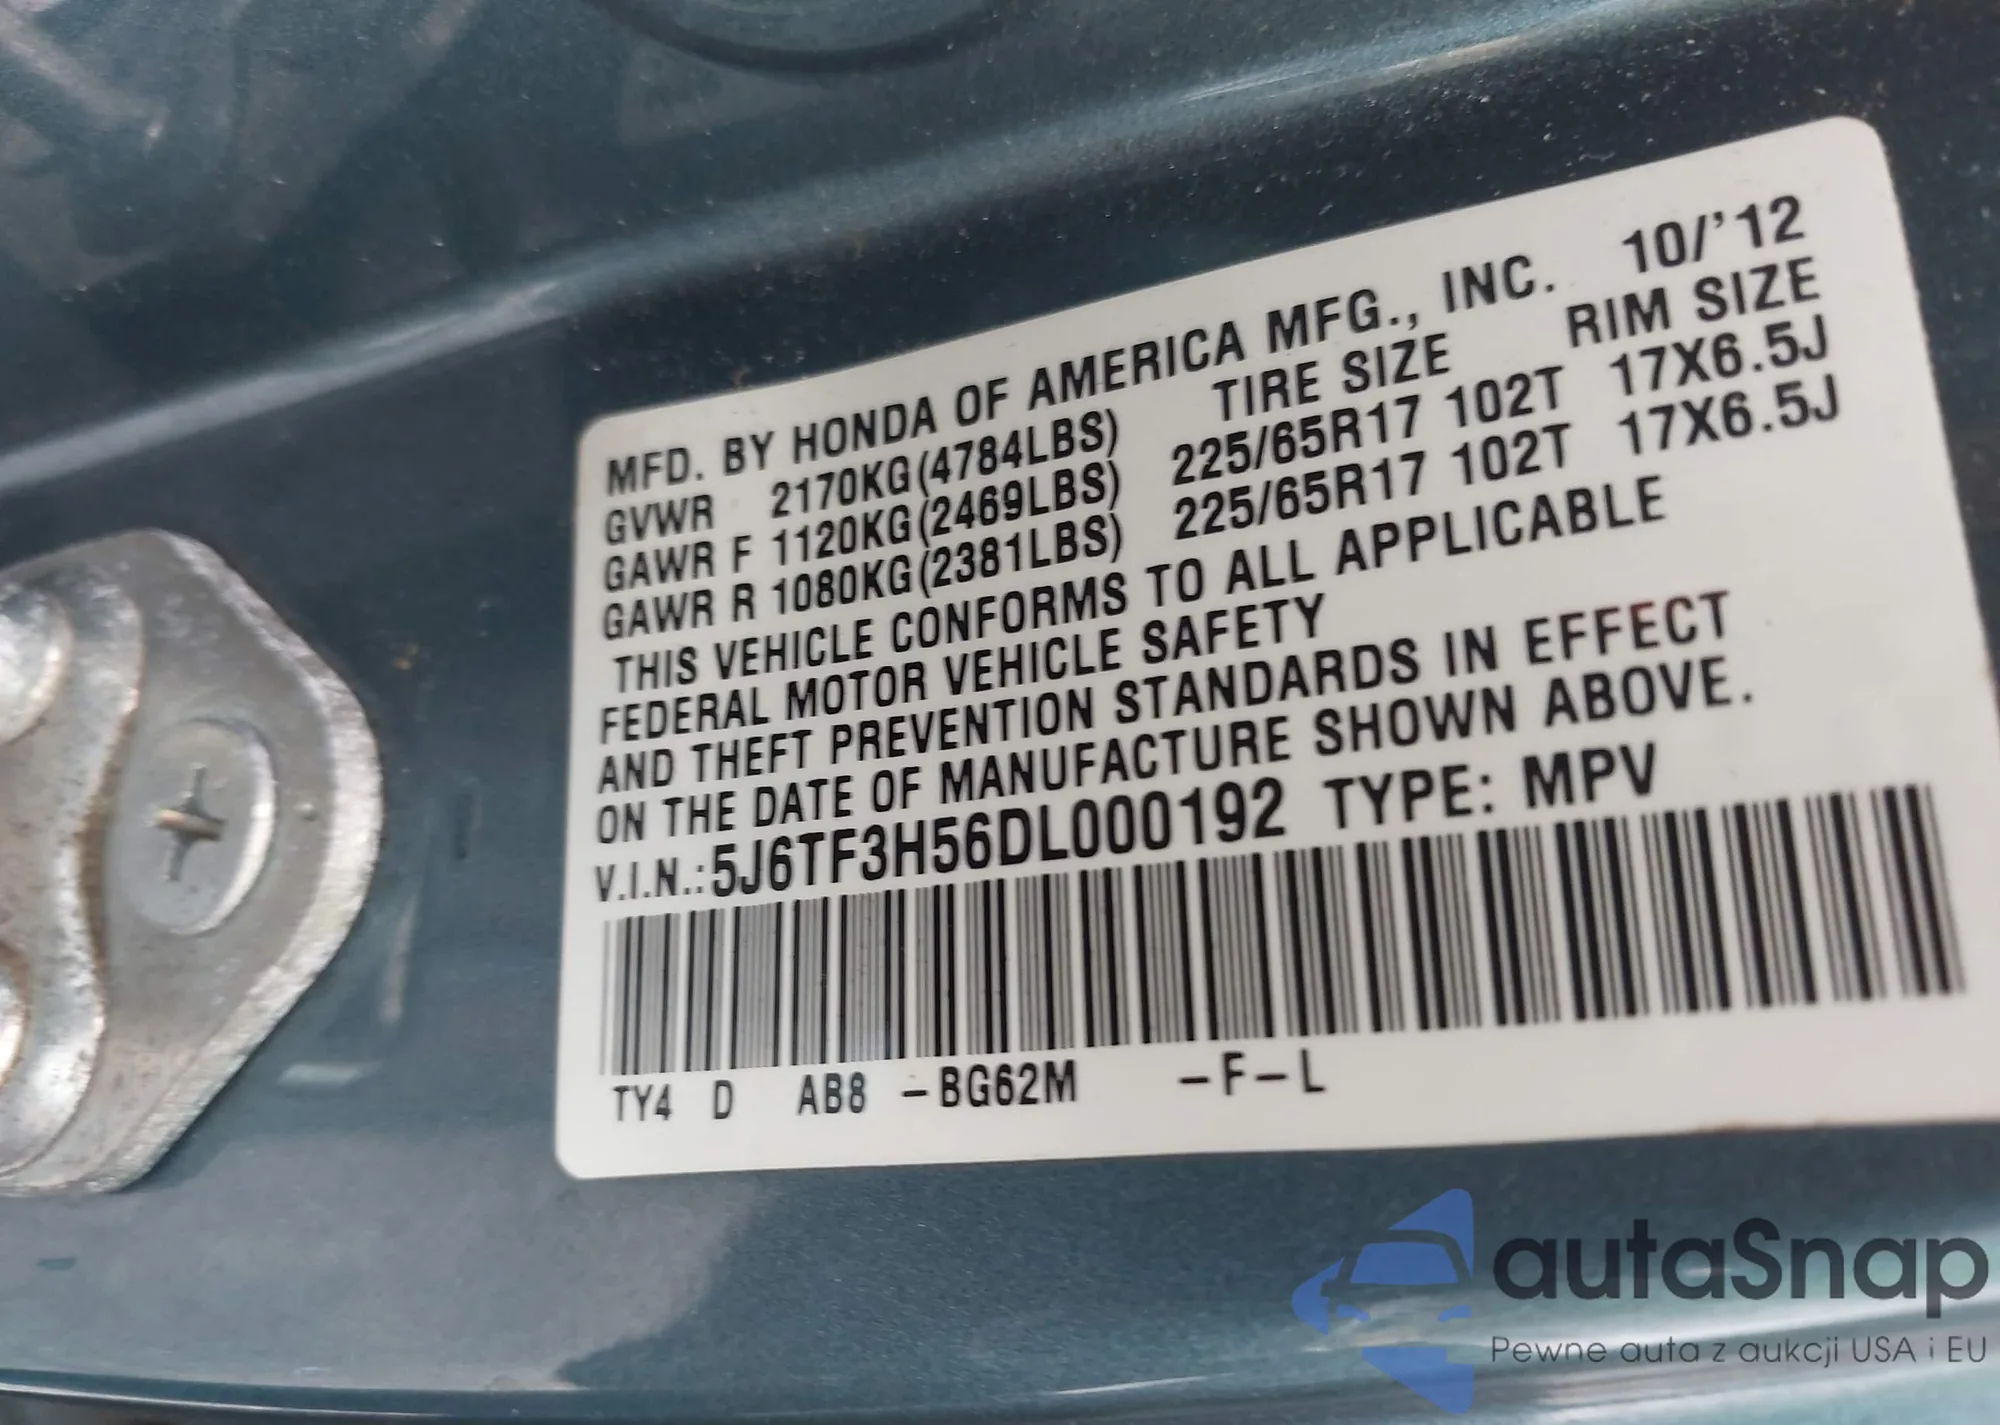 MFD. BY HONDA OF AMERICA MFG., INC. 10/'12
GVWR 2170KG(4784LBS) TIRE SIZE RIM SIZE
GAWR F 1120KG(2469LBS) 225/65R17 102T 17X6.5J
GAWR R 1080KG(2381LBS) 225/65R17 102T 17X6.5J
THIS VEHICLE CONFORMS TO ALL APPLICABLE
FEDERAL MOTOR VEHICLE SAFETY
AND THEFT PREVENTION STANDARDS IN EFFECT
ON THE DATE OF MANUFACTURE SHOWN ABOVE.
V.I.N.:5J6TF3H56DL000192 TYPE: MPV
TY4 D AB8 -BG62M -F-L
autaSnap
Pewne auta z aukcji USA i EU